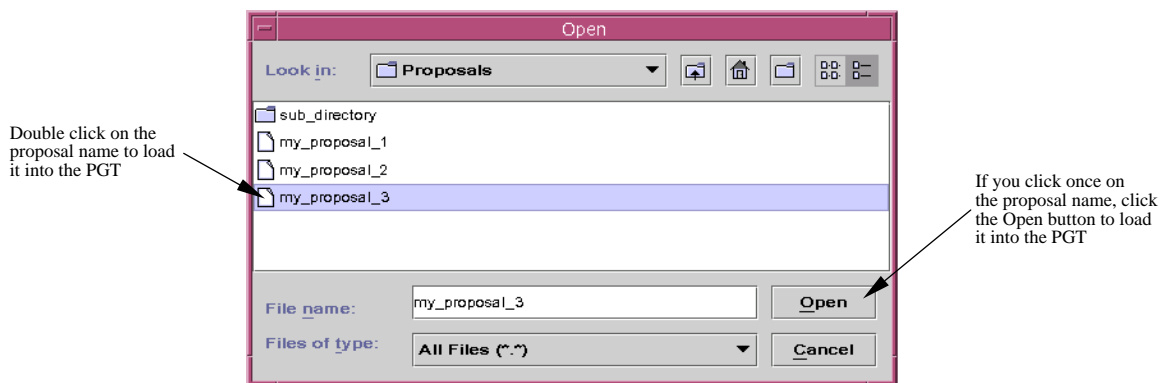 Open
Look in:
Proposals
sub_directory
my_proposal_1
my_proposal_2
my_proposal_3
Double click on the
proposal name to load
it into the PGT
If you click once on
the proposal name, click
the Open button to load
it into the PGT
File name:
my_proposal_3
Open
Files of type:
All Files (*.*)
Cancel